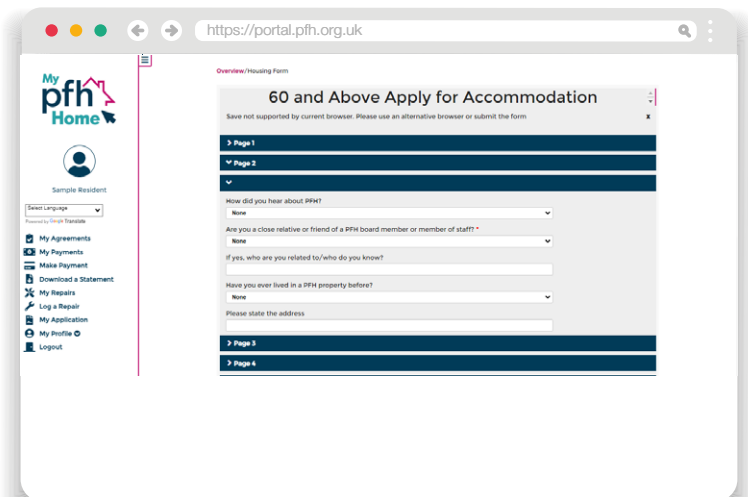 https://portal.pfh.org.uk
My
pfh
Home
Sample Resident
Select Language
Powered by Google Translate
My Agreements
My Payments
Make Payment
Download a Statement
My Repairs
Log a Repair
My Application
My Profile
Logout
Overview/Housing Form
60 and Above Apply for Accommodation
Save not supported by current browser. Please use an alternative browser or submit the form x
Page 1
Page 2
How did you hear about PFH?
None
Are you a close relative or friend of a PFH board member or member of staff? *
None
If yes, who are you related to/who do you know?
Have you ever lived in a PFH property before?
None
Please state the address
Page 3
Page 4